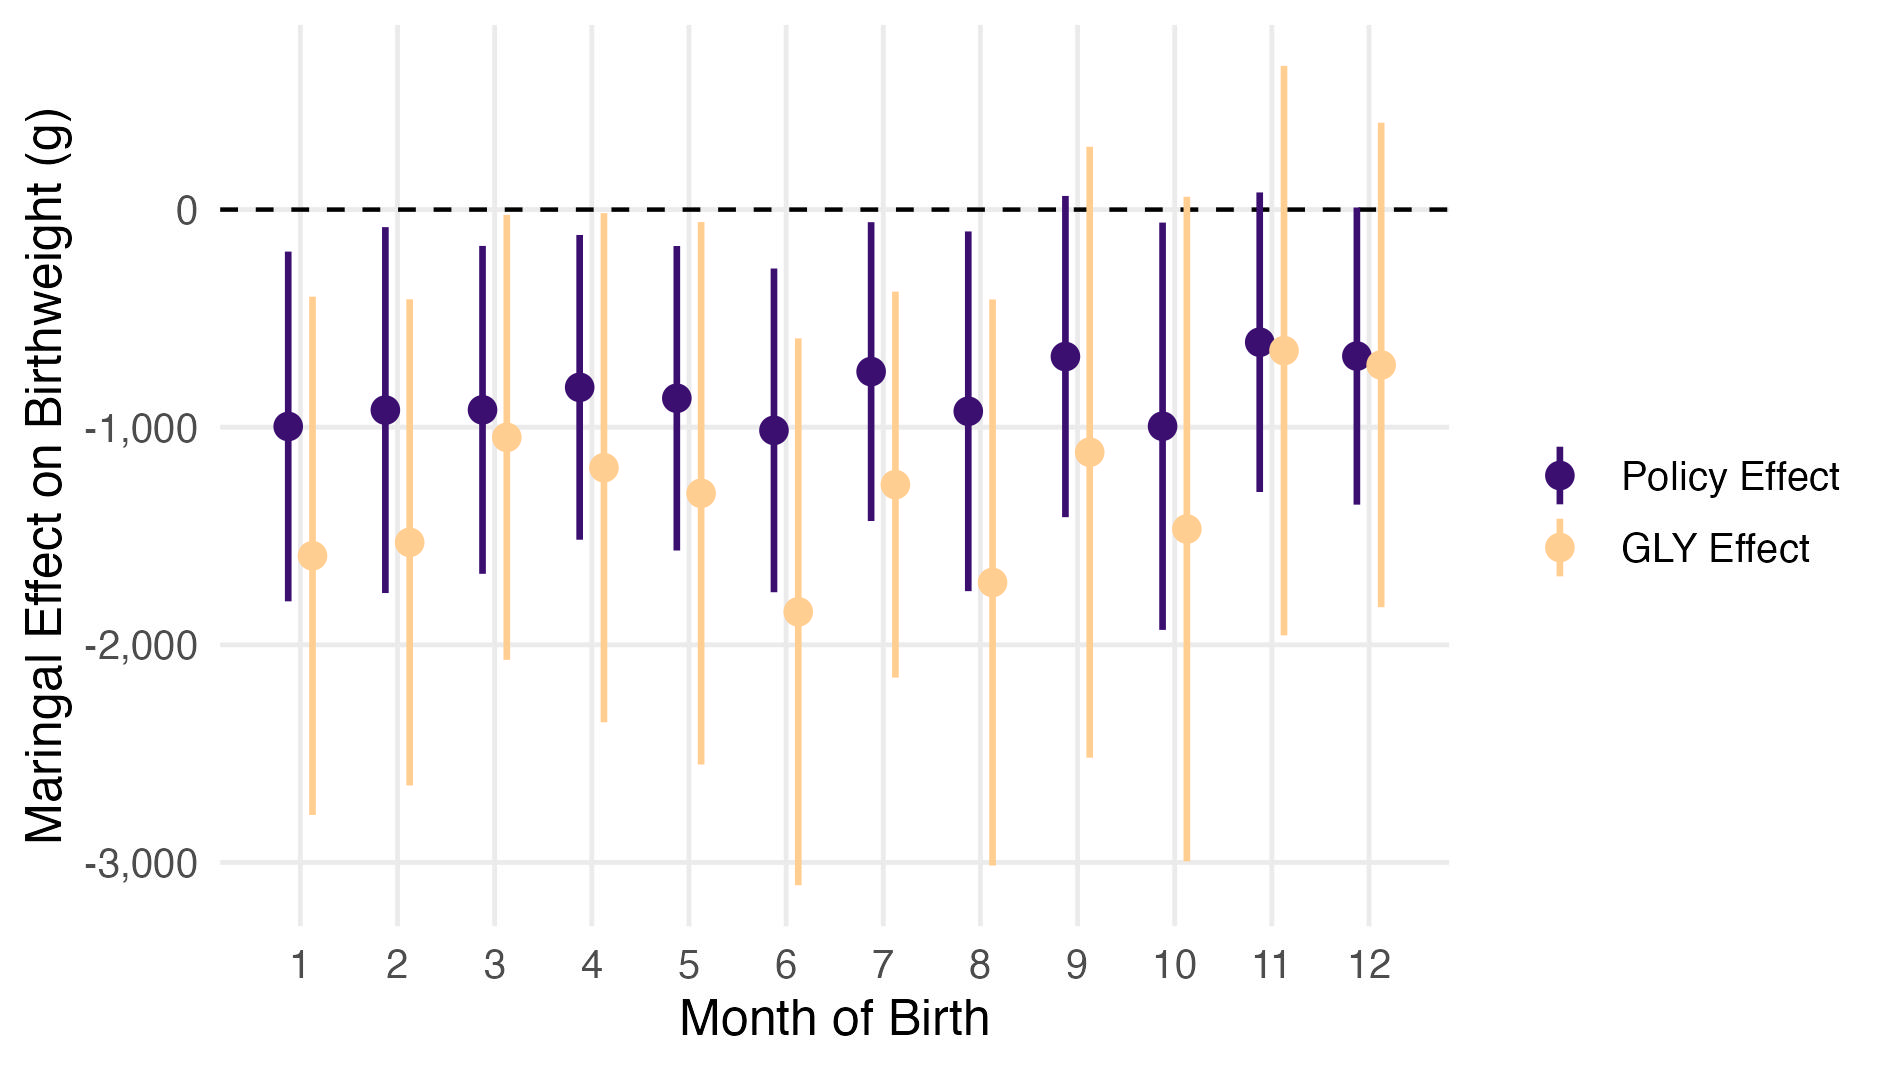 Maringal Effect on Birthweight (g)
0
-1,000
-2,000
-3,000
1 2 3 4 5 6 7 8 9 10 11 12
Month of Birth
Policy Effect
GLY Effect